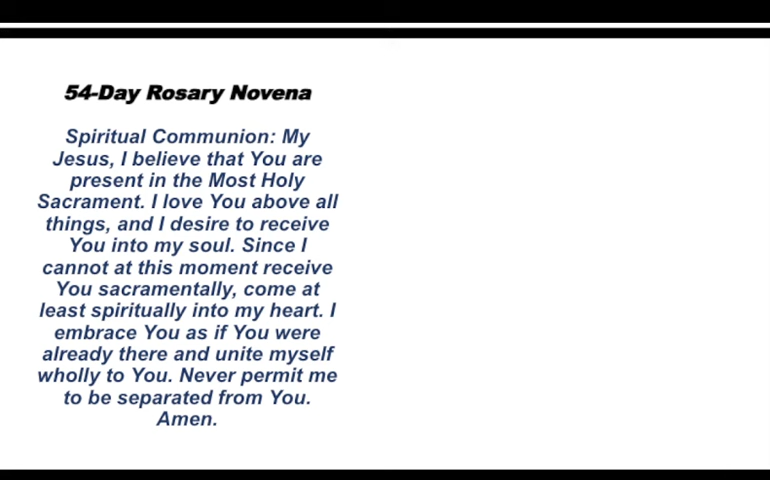 54-Day Rosary Novena
Spiritual Communion: My
Jesus, I believe that You are
present in the Most Holy
Sacrament. I love You above all
things, and I desire to receive
You into my soul. Since I
cannot at this moment receive
You sacramentally, come at
least spiritually into my heart. I
embrace You as if You were
already there and unite myself
wholly to You. Never permit me
to be separated from You.
Amen.